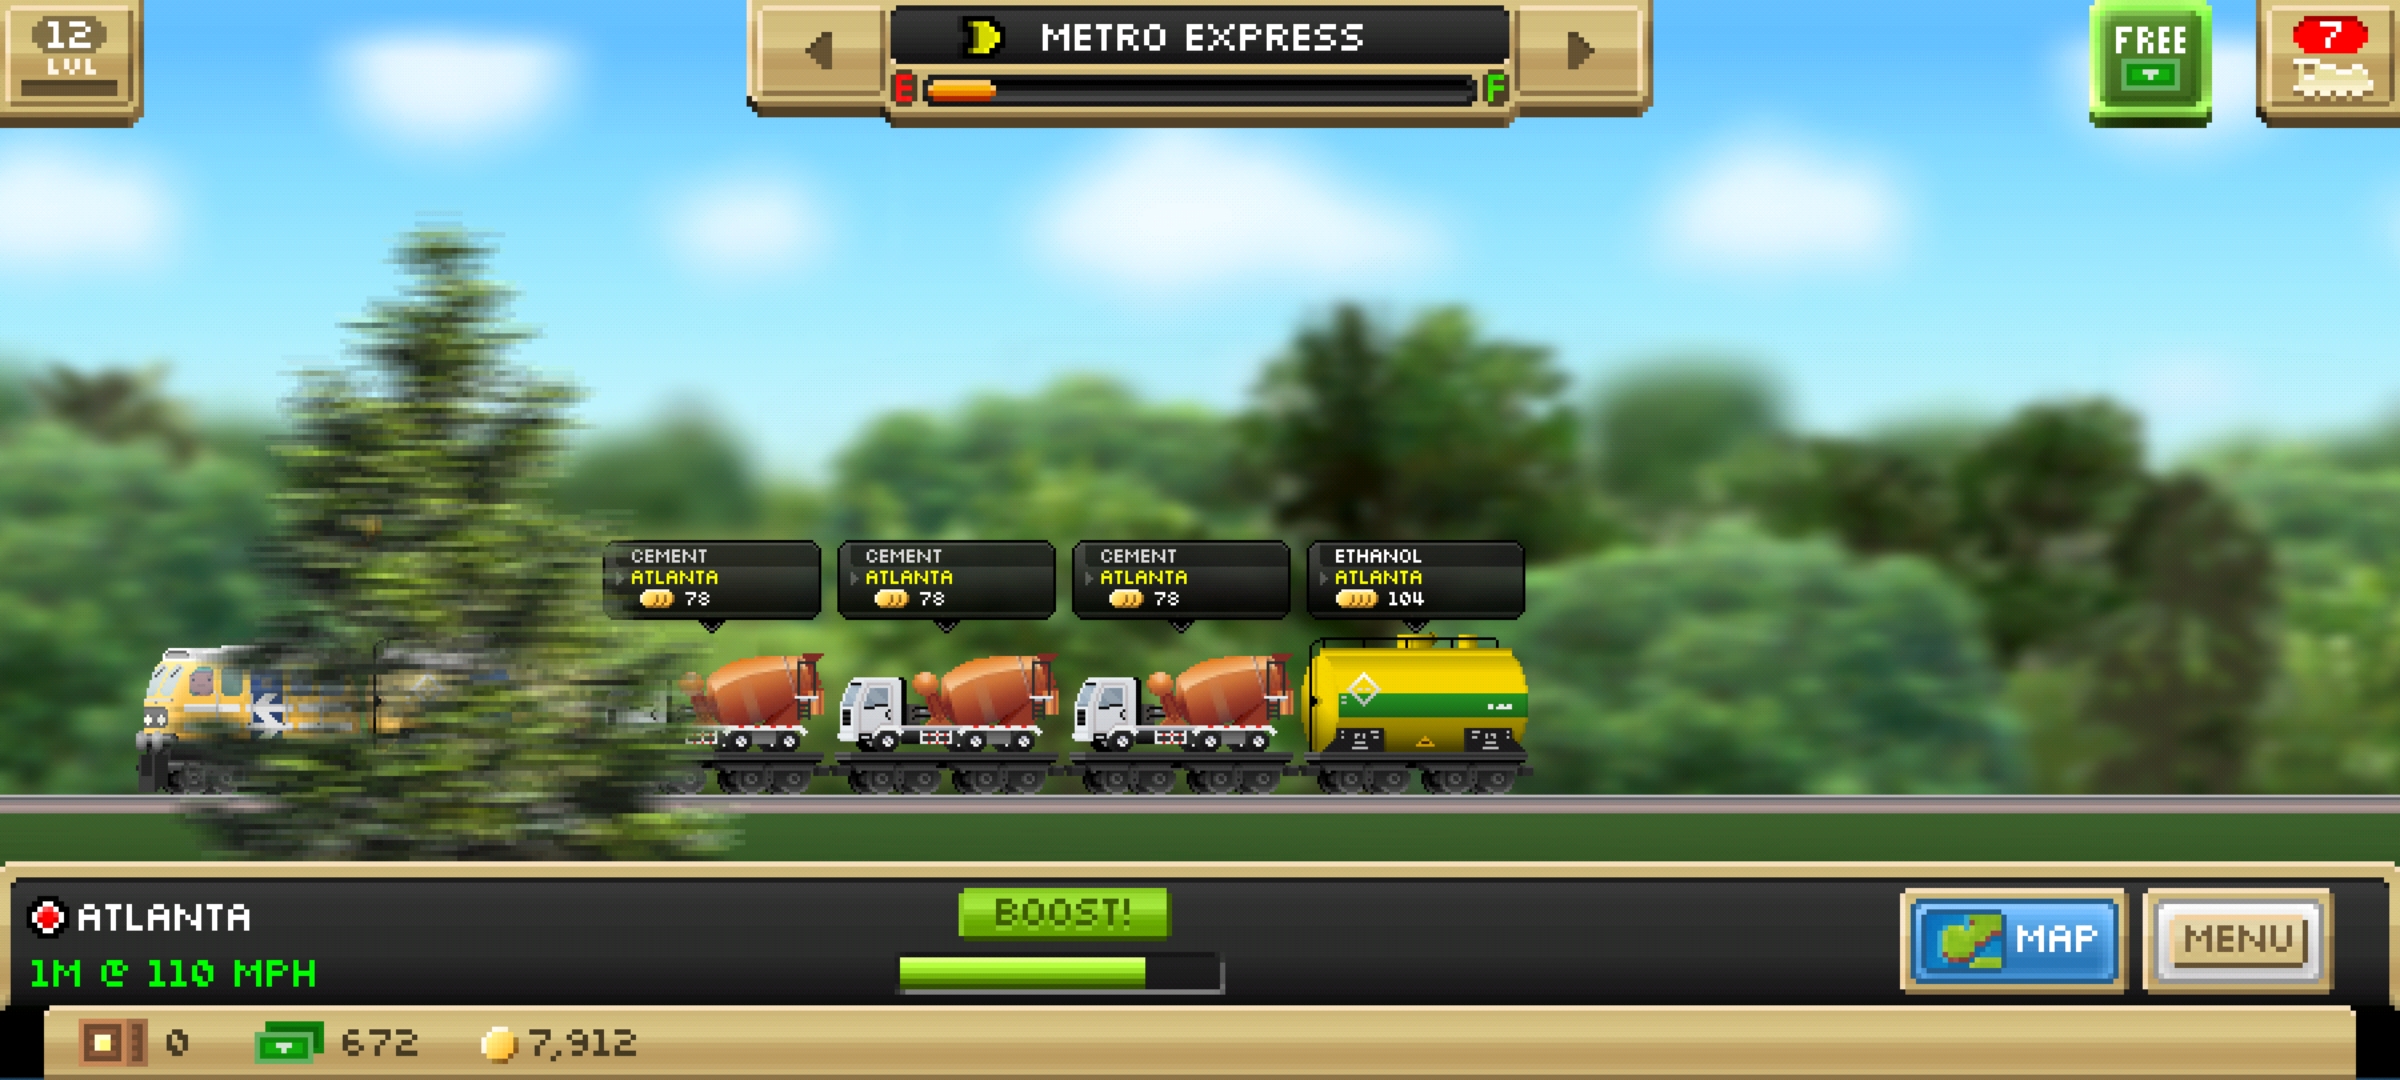 12
LVL
METRO EXPRESS
E F
FREE
7
CEMENT
ATLANTA
78
CEMENT
ATLANTA
78
CEMENT
ATLANTA
78
ETHANOL
ATLANTA
104
ATLANTA
1M @ 110 MPH
BOOST!
MAP
MENU
0
672
7,912